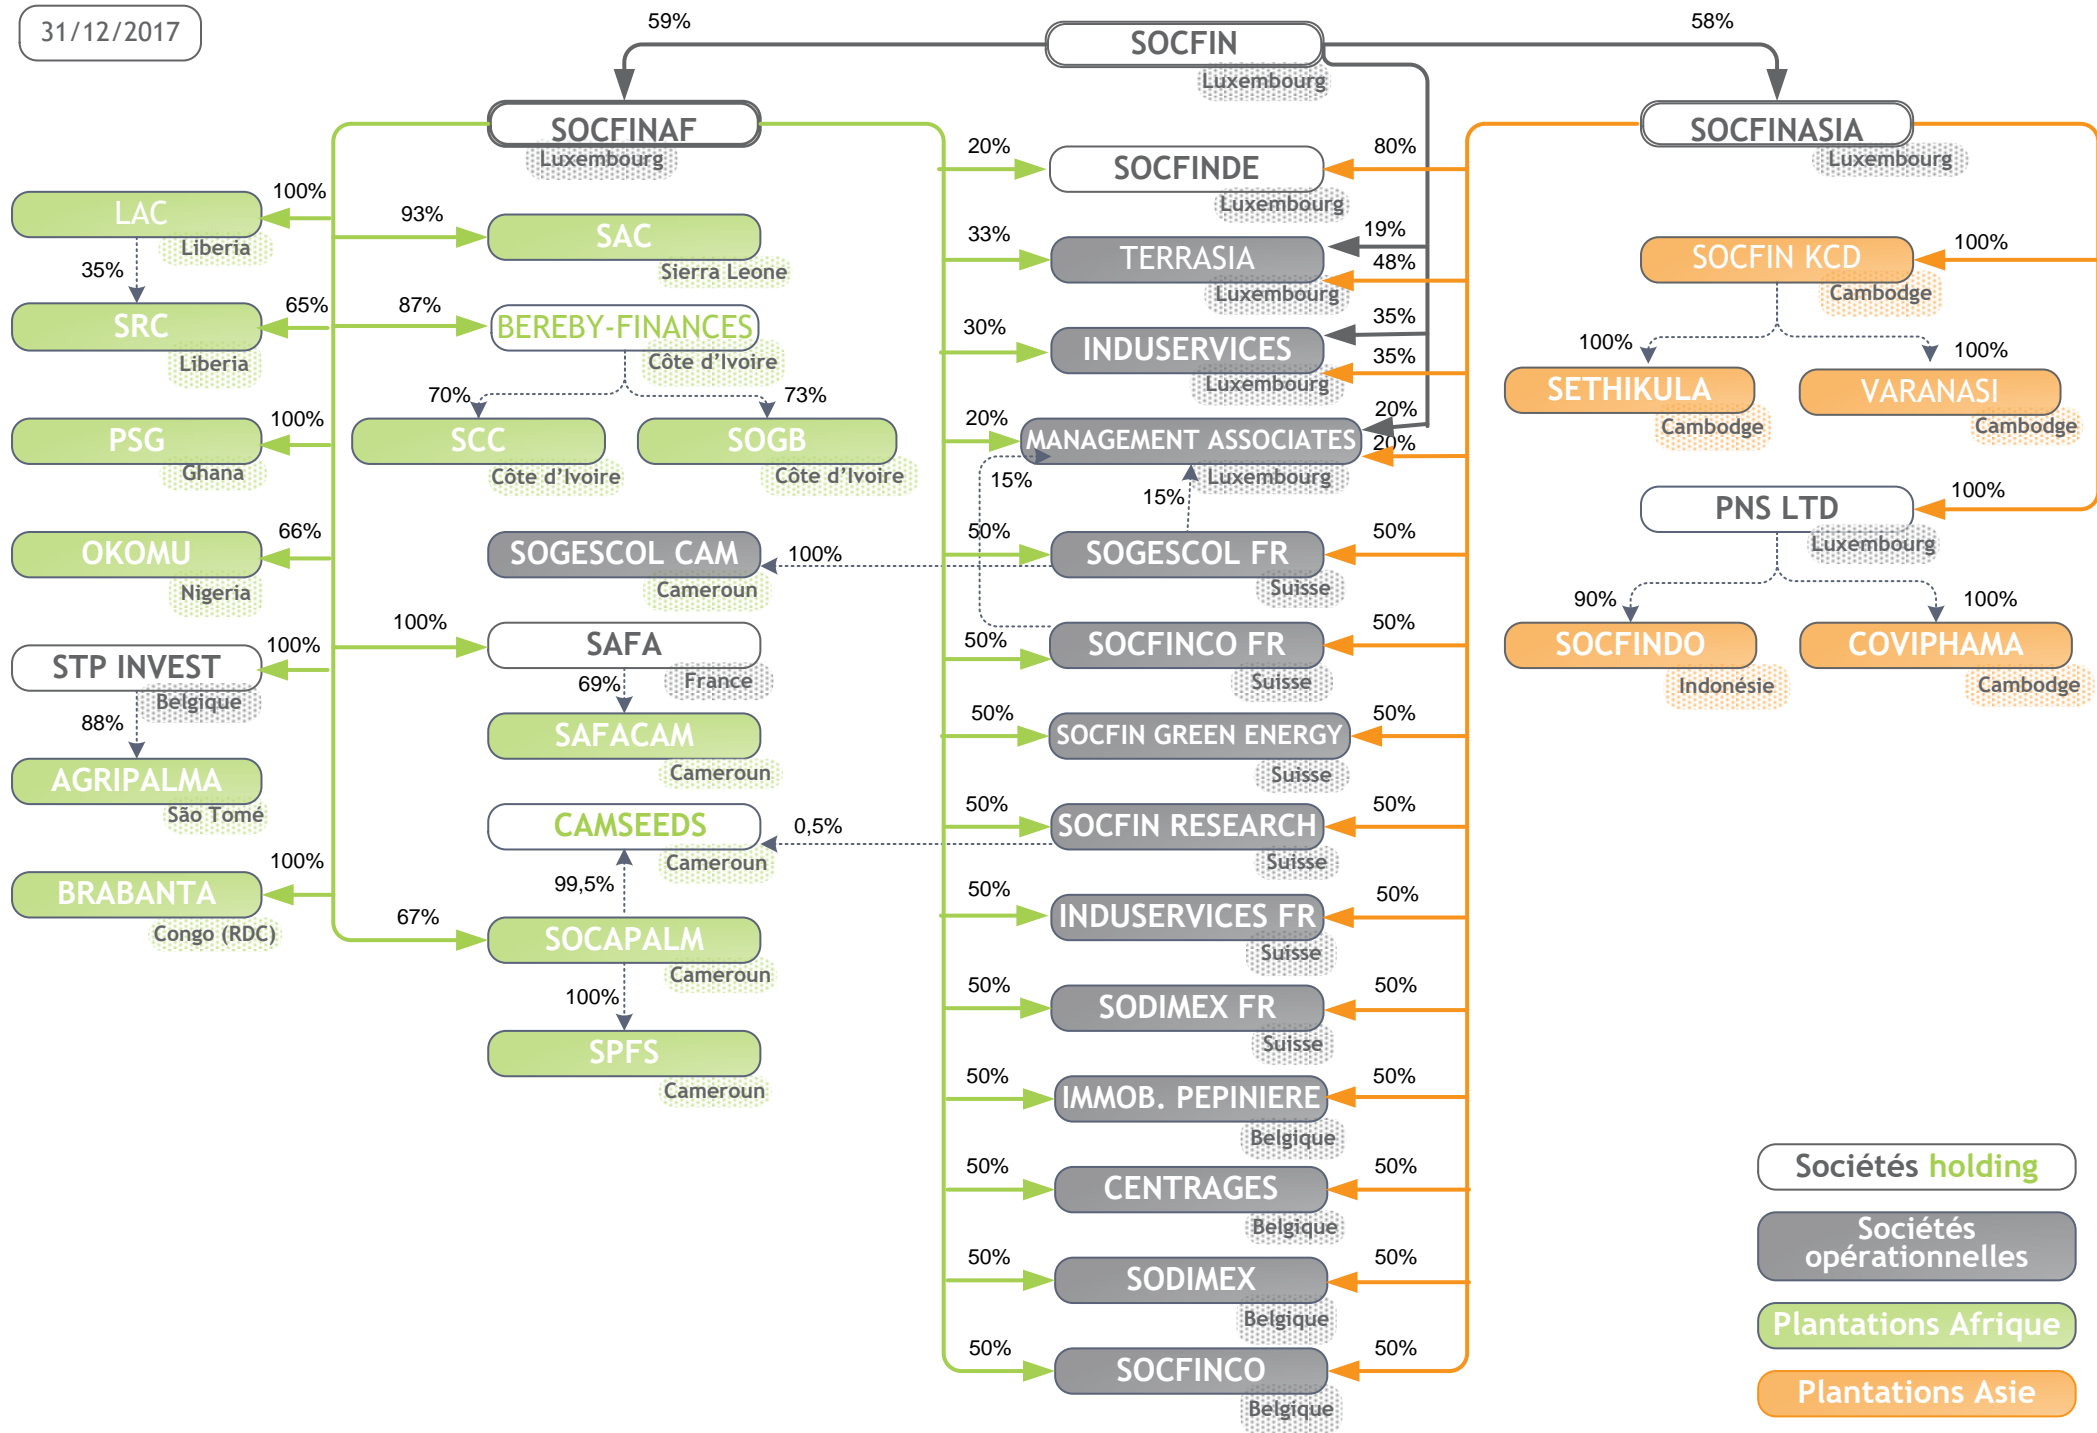 31/12/2017
59%
SOCFIN
Luxembourg
58%
SOCFINAF
Luxembourg
SOCFINASIA
Luxembourg
100%
LAC
Liberia
35%
65%
SRC
Liberia
100%
PSG
Ghana
66%
OKOMU
Nigeria
100%
STP INVEST
Belgique
88%
AGRIPALMA
São Tomé
100%
BRABANTA
Congo (RDC)
93%
SAC
Sierra Leone
87%
BEREBY-FINANCES
Côte d'Ivoire
70%
73%
SCC
Côte d'Ivoire
SOGB
Côte d'Ivoire
SOGESCOL CAM
Cameroun
100%
100%
SAFA
France
69%
SAFACAM
Cameroun
CAMSEEDS
Cameroun
0,5%
99,5%
67%
SOCAPALM
Cameroun
100%
SPFS
Cameroun
20%
SOCFINDE
80%
Luxembourg
33%
TERRASIA
19%
48%
Luxembourg
30%
INDUSERVICES
35%
35%
Luxembourg
20%
MANAGEMENT ASSOCIATES
20%
20%
Luxembourg
15%
15%
50%
SOGESCOL FR
50%
Suisse
50%
SOCFINCO FR
50%
Suisse
50%
SOCFIN GREEN ENERGY
50%
Suisse
50%
SOCFIN RESEARCH
50%
Suisse
50%
INDUSERVICES FR
50%
Suisse
50%
SODIMEX FR
50%
Suisse
50%
IMMOB. PEPINIERE
50%
Belgique
50%
CENTRAGES
50%
Belgique
50%
SODIMEX
50%
Belgique
50%
SOCFINCO
50%
Belgique
SOCFIN KCD
100%
Cambodge
100%
100%
SETHIKULA
Cambodge
VARANASI
Cambodge
PNS LTD
100%
Luxembourg
90%
100%
SOCFINDO
Indonésie
COVIPHAMA
Cambodge
Sociétés holding
Sociétés
opérationnelles
Plantations Afrique
Plantations Asie